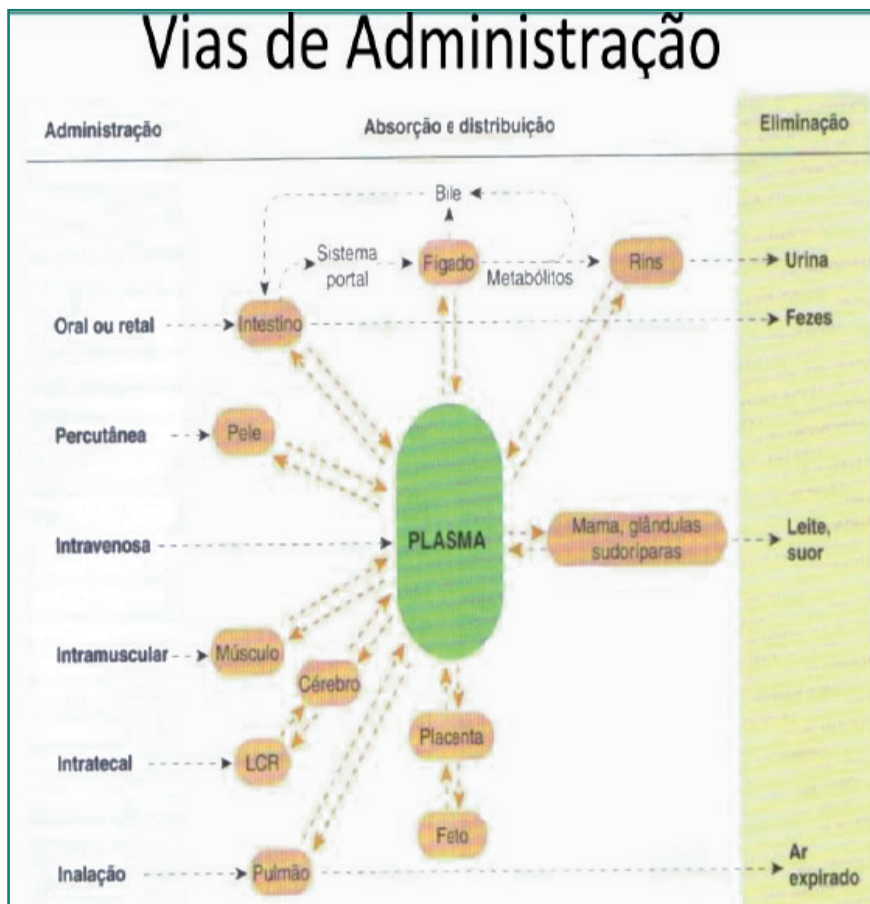 Vias de Administração
Administração
Absorção e distribuição
Eliminação
Bile
Sistema
portal
Fígado
Metabólitos
Rins
Urina
Oral ou retal
Intestino
Fezes
Percutânea
Pele
Intravenosa
PLASMA
Mama, glândulas
sudoríparas
Leite,
suor
Intramuscular
Músculo
Cérebro
Placenta
Intratecal
LCR
Feto
Inalação
Pulmão
Ar
expirado